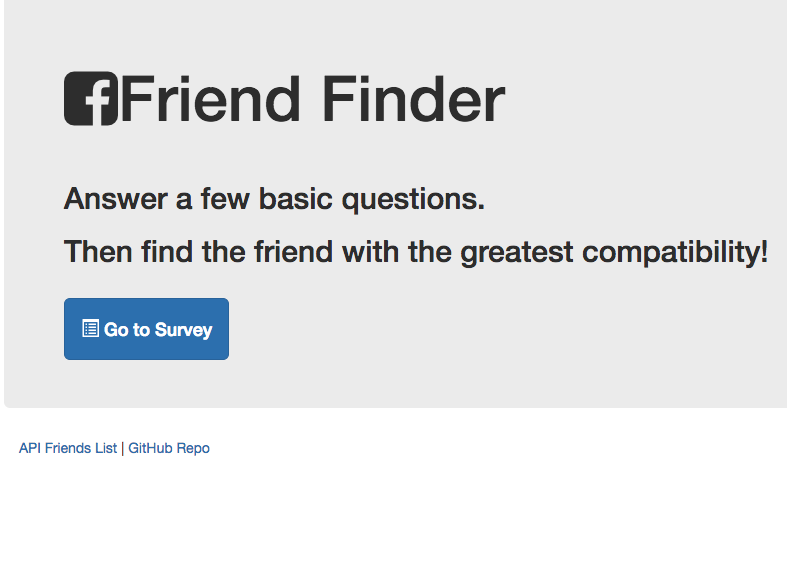 Friend Finder
Answer a few basic questions.
Then find the friend with the greatest compatibility!
Go to Survey
API Friends List | GitHub Repo